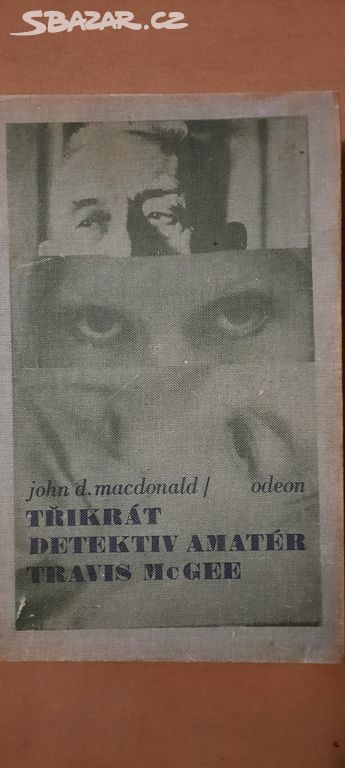 SBAZAR.CZ
john d. macdonald / odeon
TŘIKRÁT
DETEKTIV AMATÉR
TRAVIS McGEE